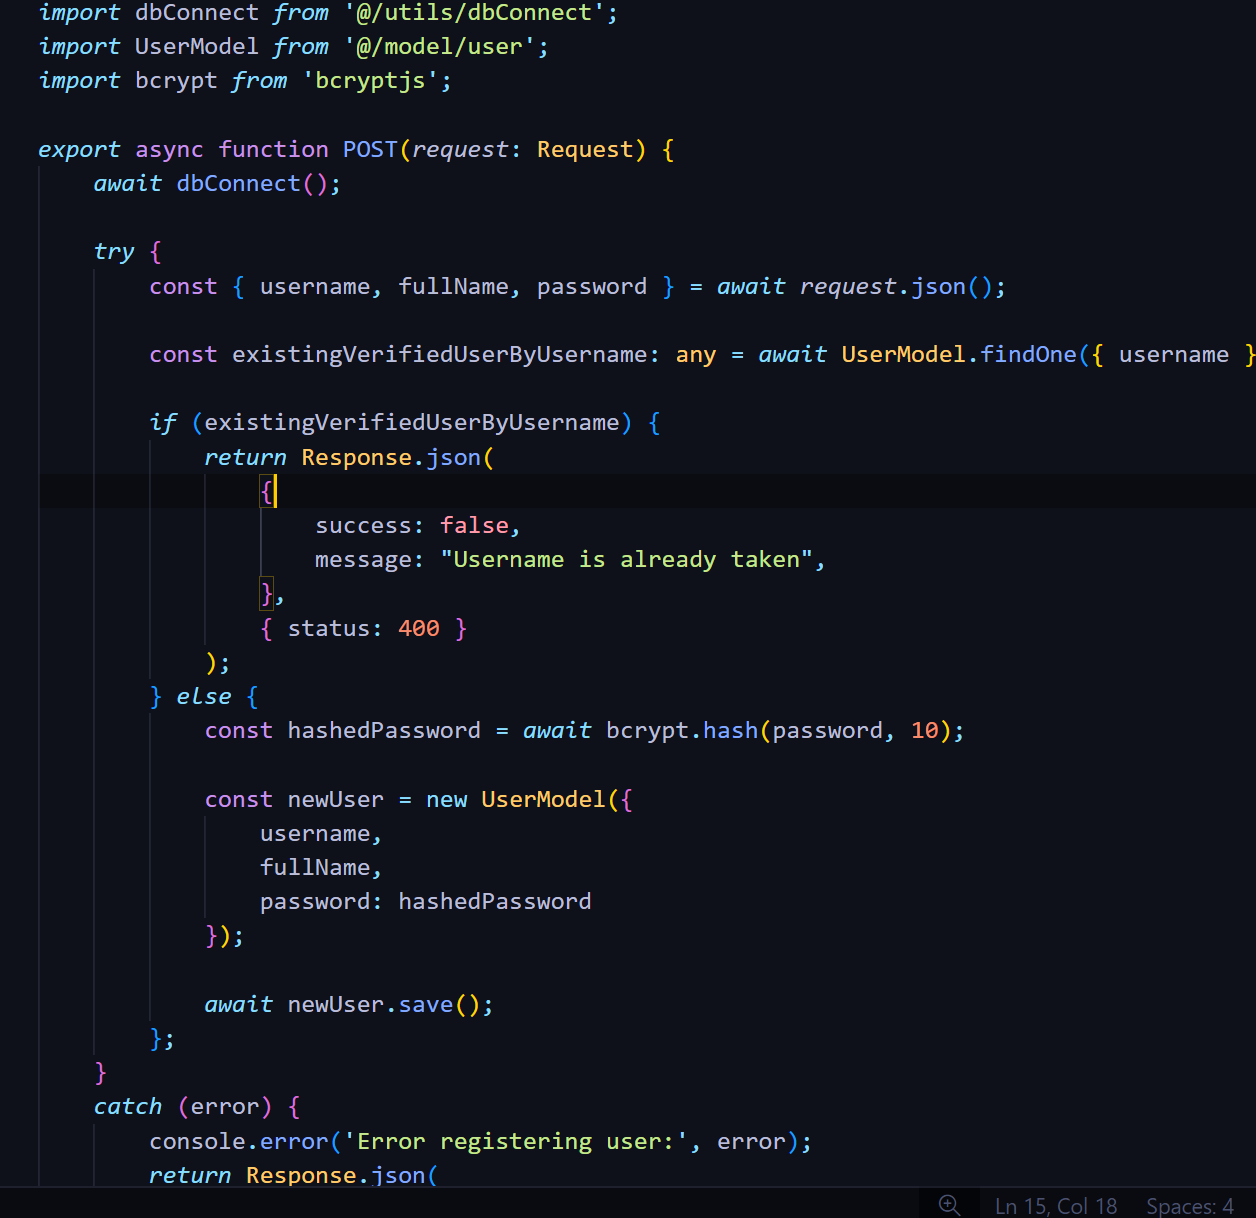 import dbConnect from '@/utils/dbConnect';
import UserModel from '@/model/user';
import bcrypt from 'bcryptjs';
export async function POST(request: Request) {
await dbConnect();
try {
const { username, fullName, password } = await request.json();
const existingVerifiedUserByUsername: any = await UserModel.findOne({ username }
if (existingVerifiedUserByUsername) {
return Response.json(
{
success: false,
message: "Username is already taken",
},
{ status: 400 }
);
} else {
const hashedPassword = await bcrypt.hash(password, 10);
const newUser = new UserModel({
username,
fullName,
password: hashedPassword
});
await newUser.save();
};
}
catch (error) {
console.error('Error registering user:', error);
return Response.json(
Ln 15, Col 18 Spaces: 4